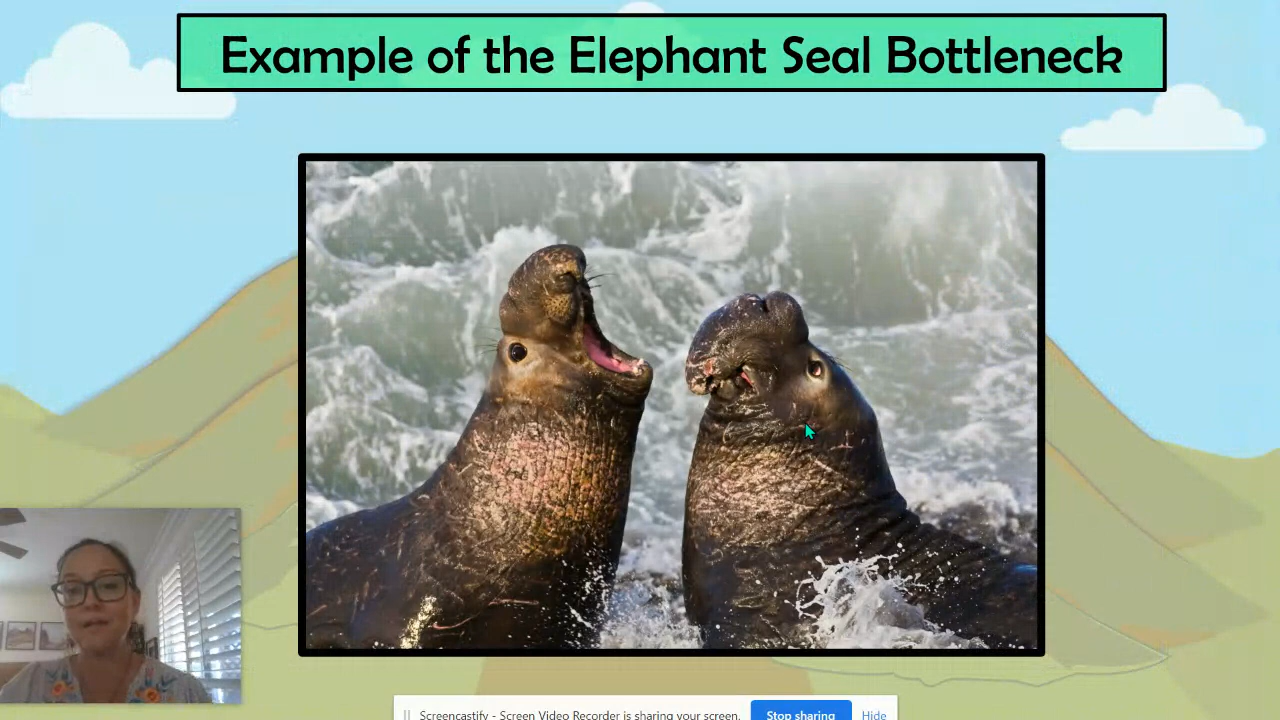 Example of the Elephant Seal Bottleneck
Screencastify - Screen Video Recorder is sharing your screen.
Stop sharing
Hide